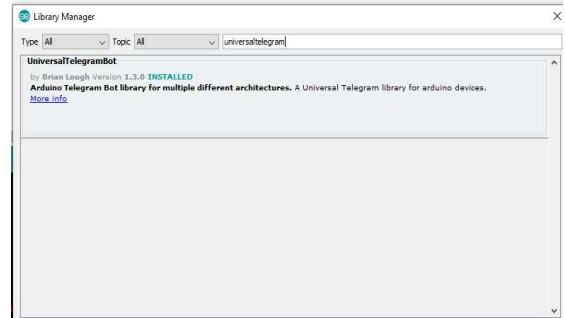 Library Manager
Type All Topic All universaltelegram
UniversalTelegramBot
by Brian Lough Version 1.3.0 INSTALLED
Arduino Telegram Bot library for multiple different architectures. A Universal Telegram library for arduino devices.
More info